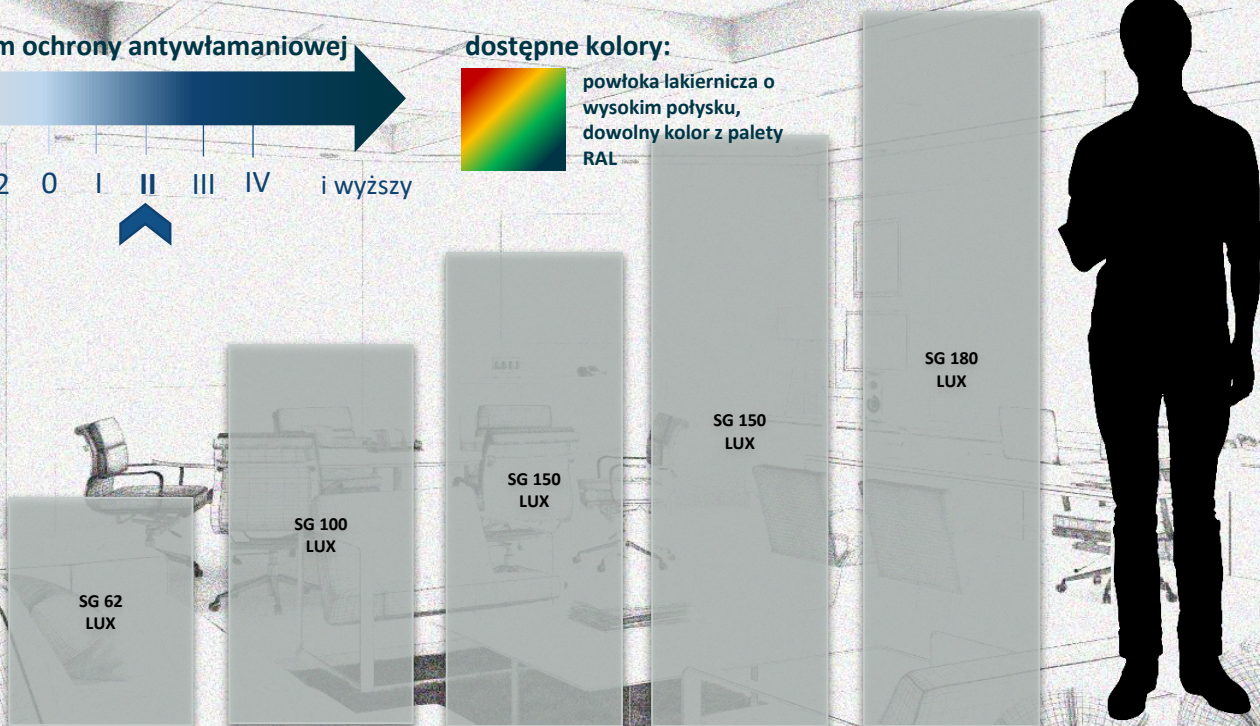 m ochrony antywłamaniowej
2 0 I II III IV i wyższy
dostępne kolory:
powłoka lakiernicza o
wysokim połysku,
dowolny kolor z palety
RAL
SG 62
LUX
SG 100
LUX
SG 150
LUX
SG 150
LUX
SG 180
LUX